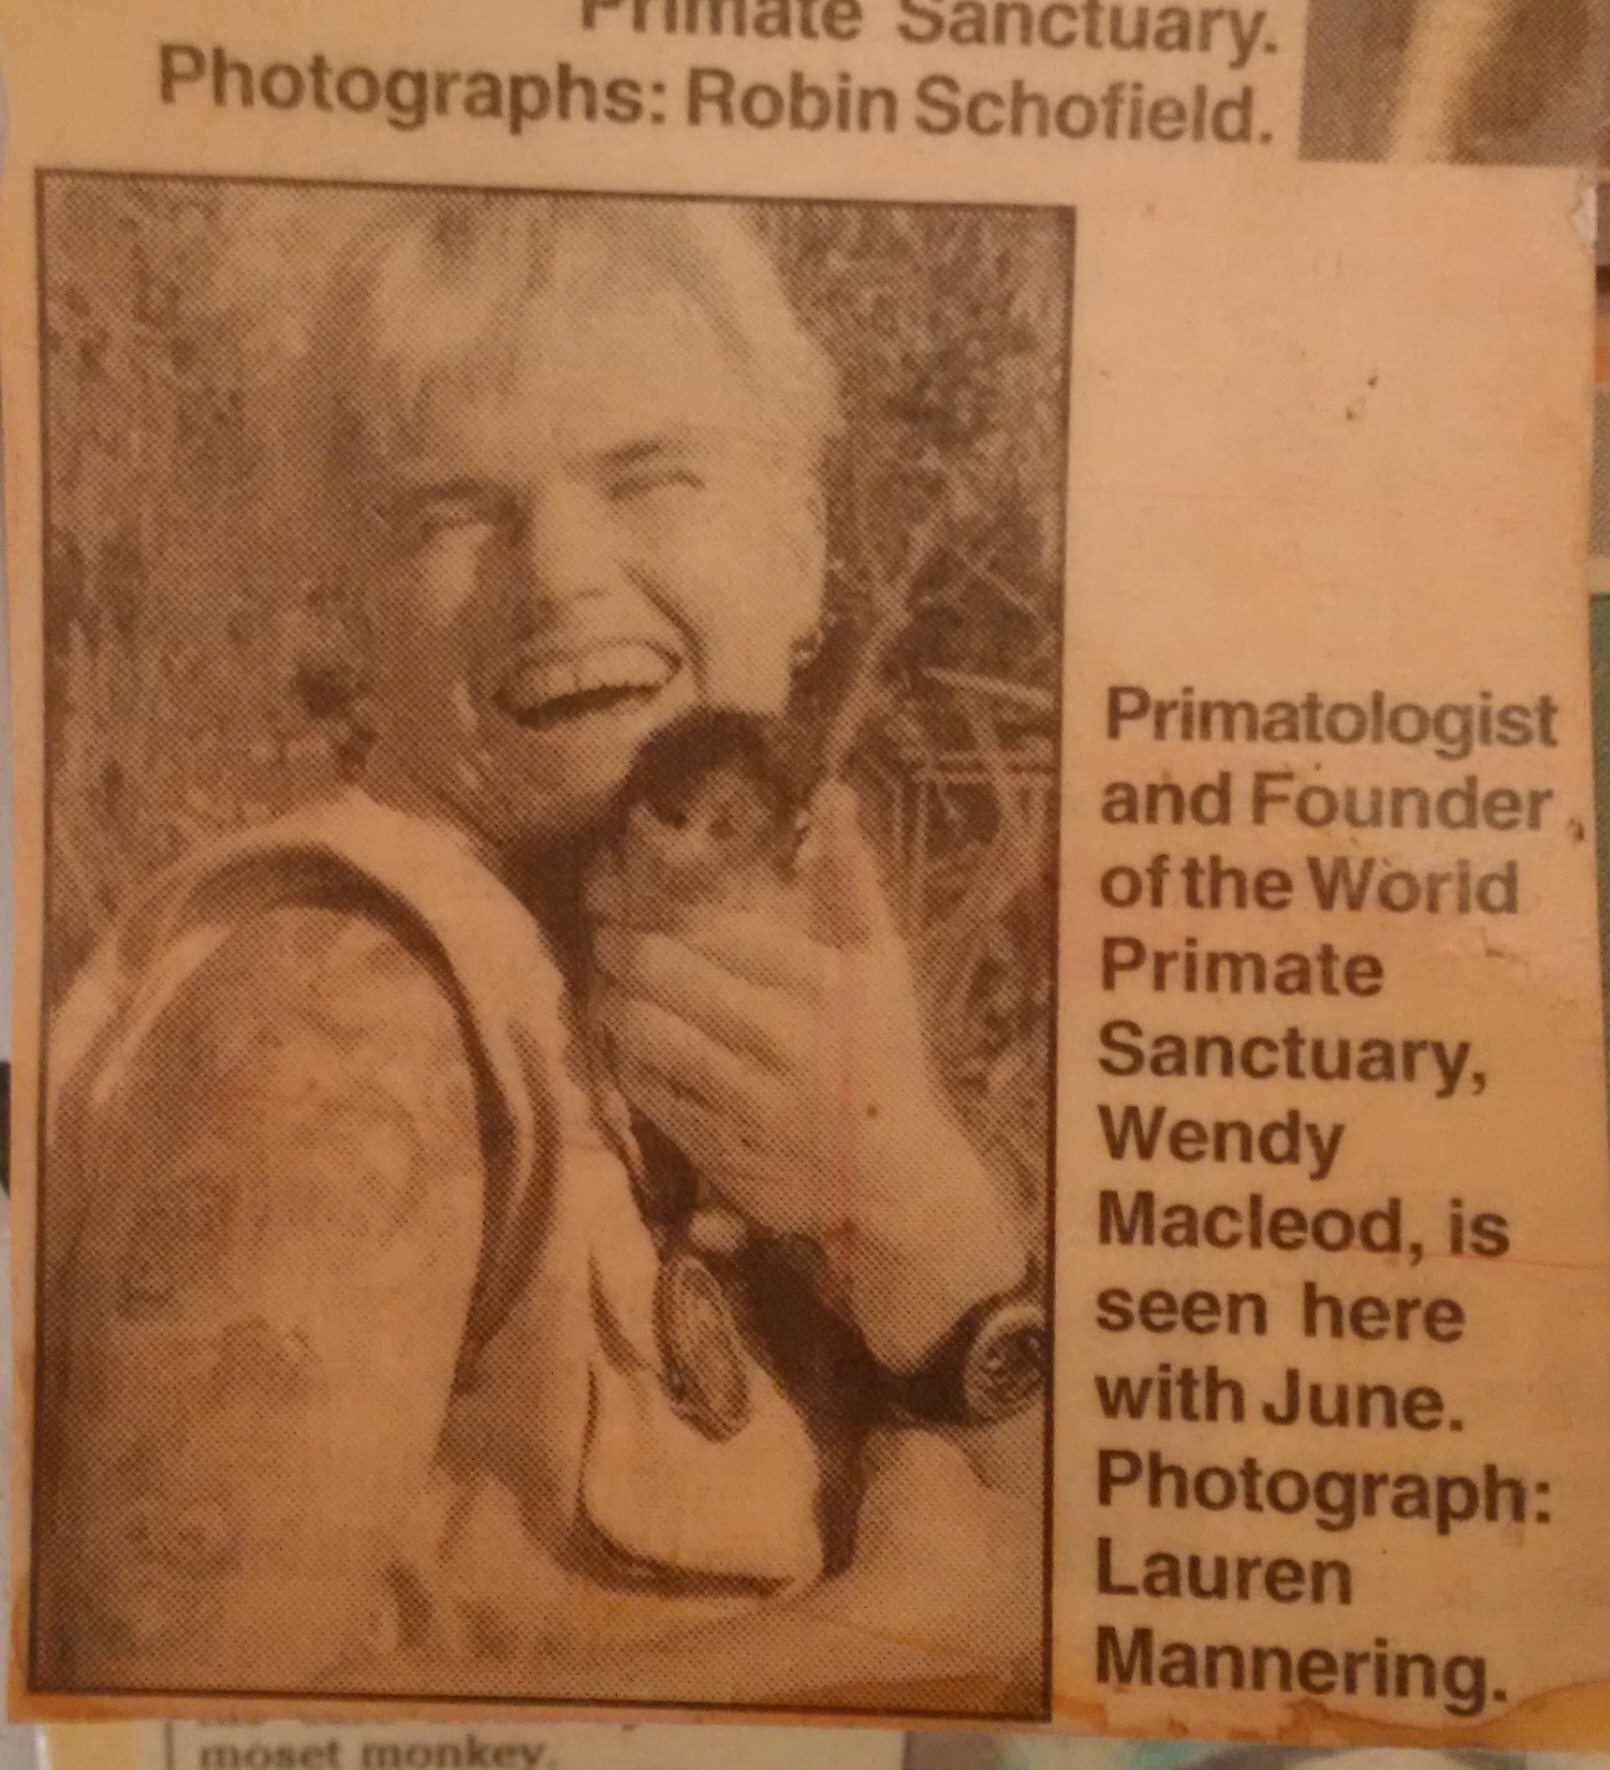 Primate Sanctuary.
Photographs: Robin Schofield.
Primatologist
and Founder
of the World
Primate
Sanctuary,
Wendy
Macleod, is
seen here
with June.
Photograph:
Lauren
Mannering.
moset monkey.